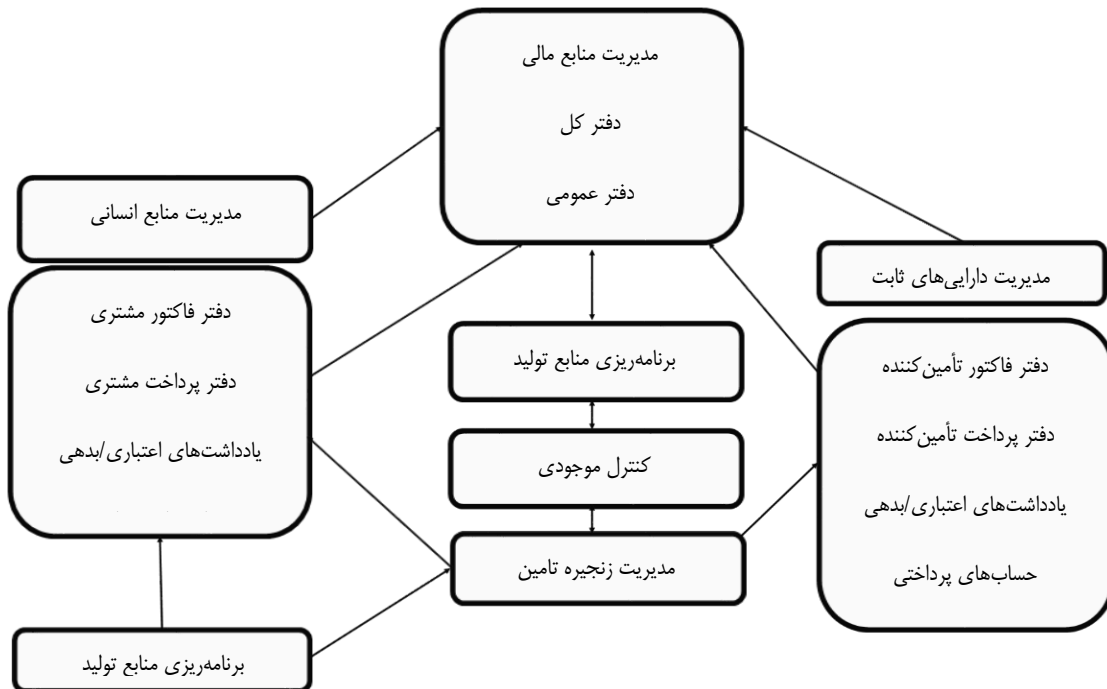 مدیریت منابع مالی
دفتر کل
دفتر عمومی
مدیریت منابع انسانی
مدیریت دارایی‌های ثابت
دفتر فاکتور مشتری
دفتر پرداخت مشتری
یادداشت‌های اعتباری/بدهی
برنامه‌ریزی منابع تولید
کنترل موجودی
مدیریت زنجیره تامین
دفتر فاکتور تأمین‌کننده
دفتر پرداخت تأمین‌کننده
یادداشت‌های اعتباری/بدهی
حساب‌های پرداختی
برنامه‌ریزی منابع تولید